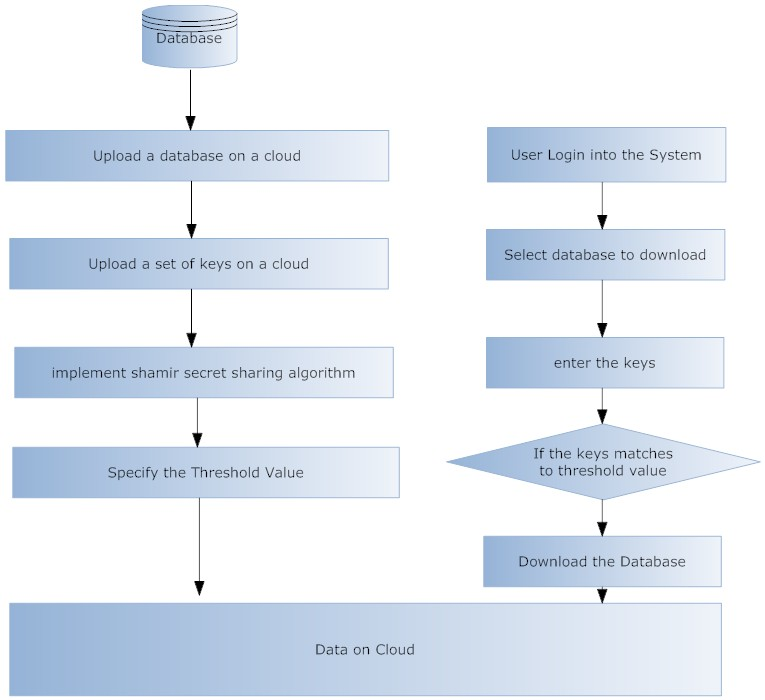 Database
Upload a database on a cloud
Upload a set of keys on a cloud
implement shamir secret sharing algorithm
Specify the Threshold Value
User Login into the System
Select database to download
enter the keys
If the keys matches
to threshold value
Download the Database
Data on Cloud